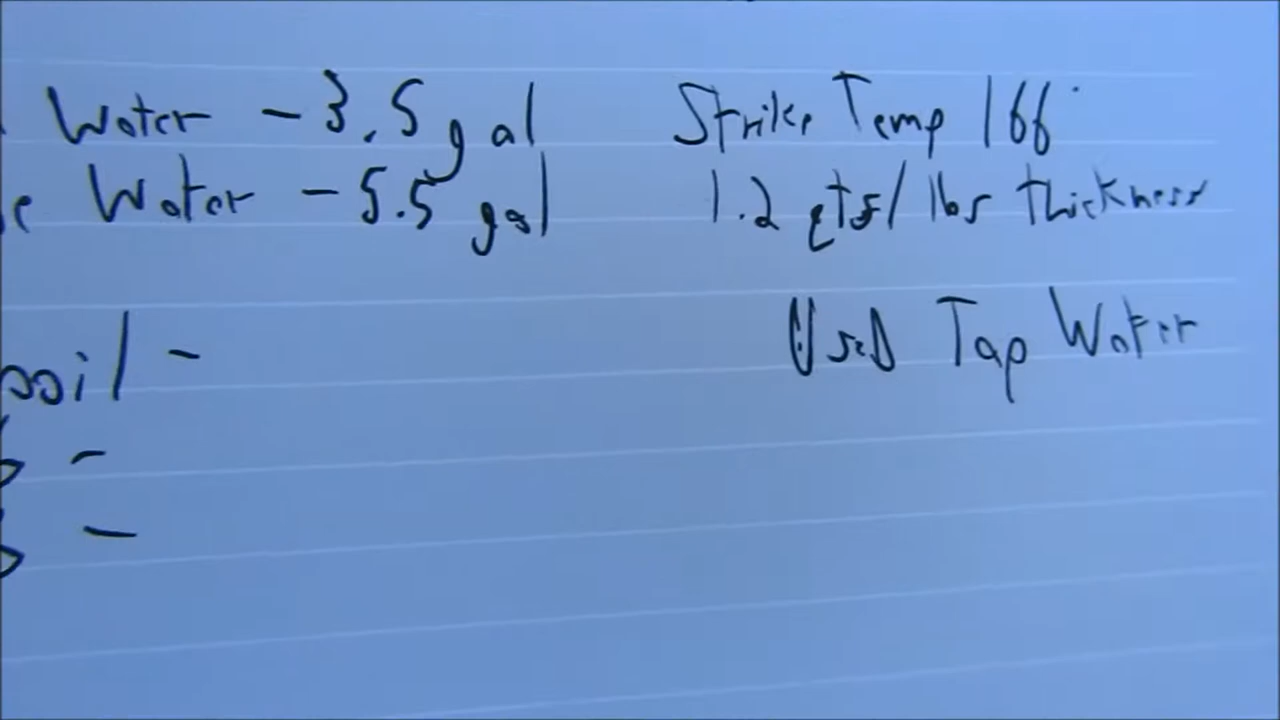 Water - 3.5 gal Strike Temp 166°
Water - 5.5 gal 1.2 qts/lbs thickness
Used Tap Water